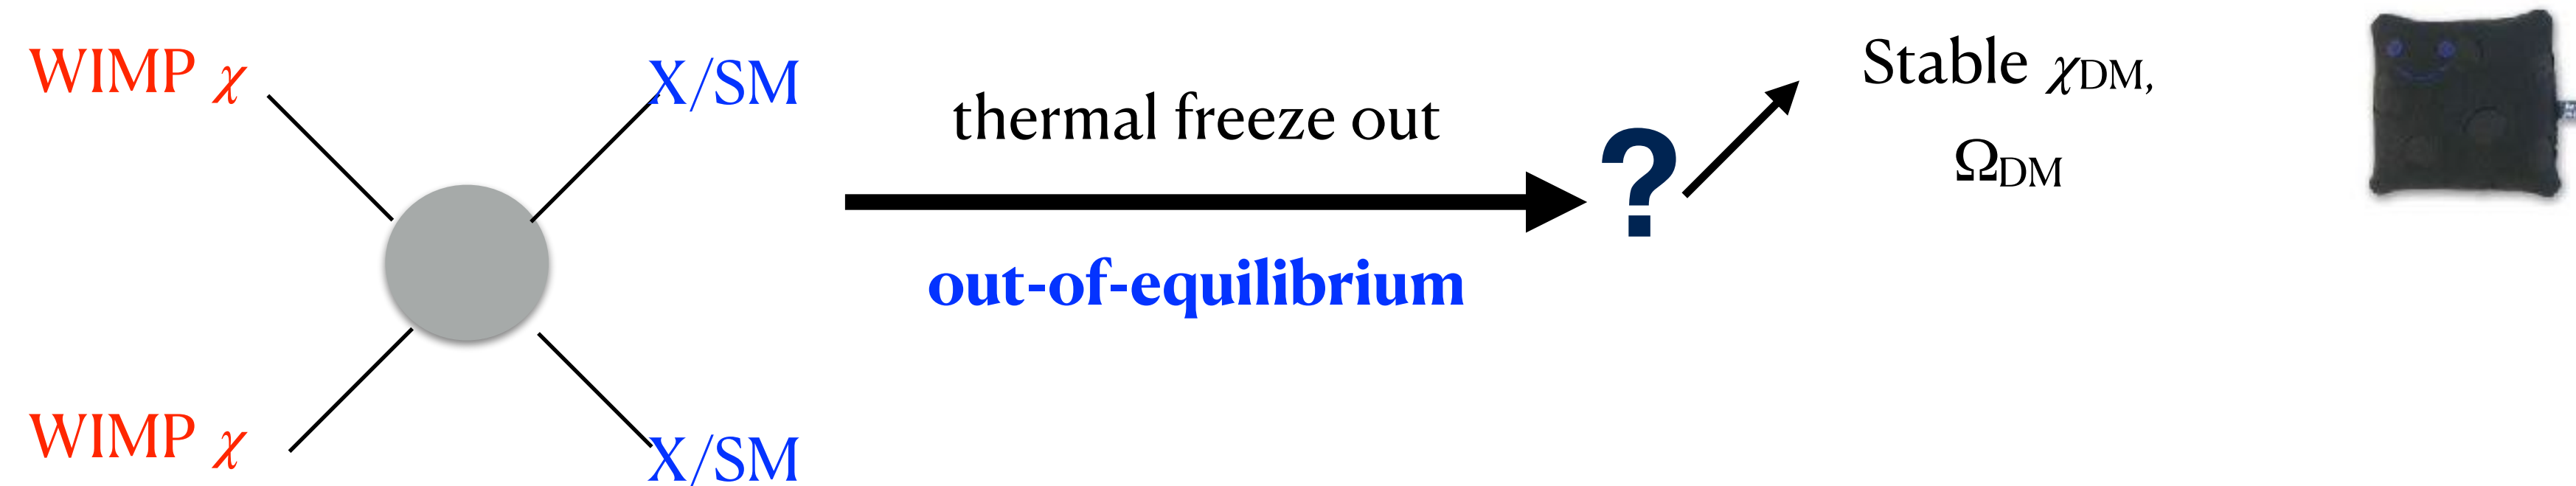 WIMP χ
X/SM
thermal freeze out
out-of-equilibrium
?
Stable χDM,
ΩDM
WIMP χ
X/SM